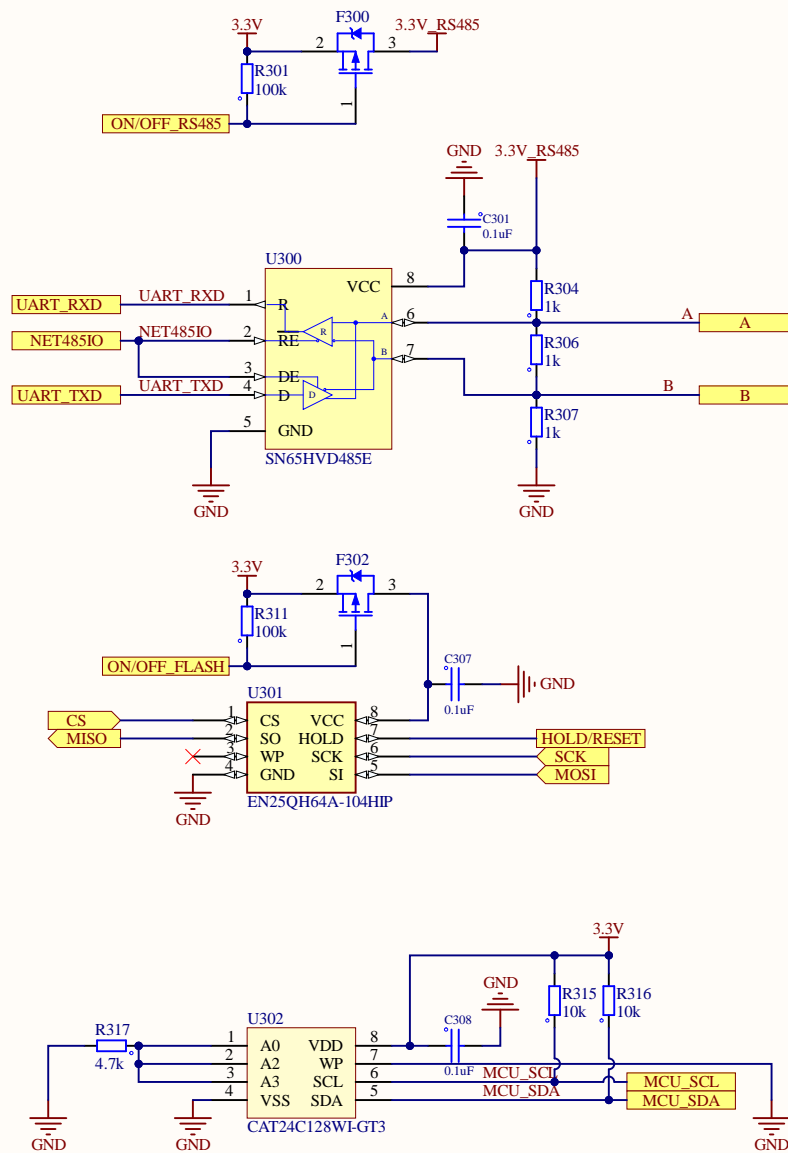 F300
3.3V 3.3V_RS485
2 3
R301
100k
1
ON/OFF_RS485
GND 3.3V_RS485
C301
0.1uF
U300
VCC 8
R304
1k
UART_RXD UART_RXD 1 R
A 6 A A
NET485IO NET485IO 2 RE R
R306
1k
B 7
3 DE
UART_TXD UART_TXD 4 D D
B B
R307
1k
5 GND
SN65HVD485E
GND GND
F302
3.3V
2 3
R311
100k
1
ON/OFF_FLASH
C307
0.1uF
GND
U301
CS 1 CS VCC 8
MISO 2 SO HOLD 7 HOLD/RESET
3 WP SCK 6 SCK
4 GND SI 5 MOSI
EN25QH64A-104HIP
GND
3.3V
GND
R315 R316
10k 10k
U302
C308
0.1uF
R317
4.7k
1 A0 VDD 8
2 A2 WP 7
3 A3 SCL 6 MCU_SCL MCU_SCL
4 VSS SDA 5 MCU_SDA MCU_SDA
CAT24C128WI-GT3
GND GND GND